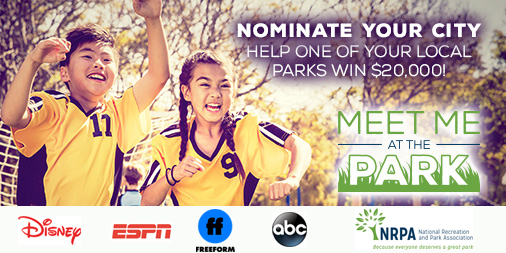 NOMINATE YOUR CITY
HELP ONE OF YOUR LOCAL
PARKS WIN $20,000!
MEET ME
AT THE
PARK
11
9
Disney
ESPN
ff
FREEFORM
abc
NRPA
National Recreation
and Park Association
Because everyone deserves a great park